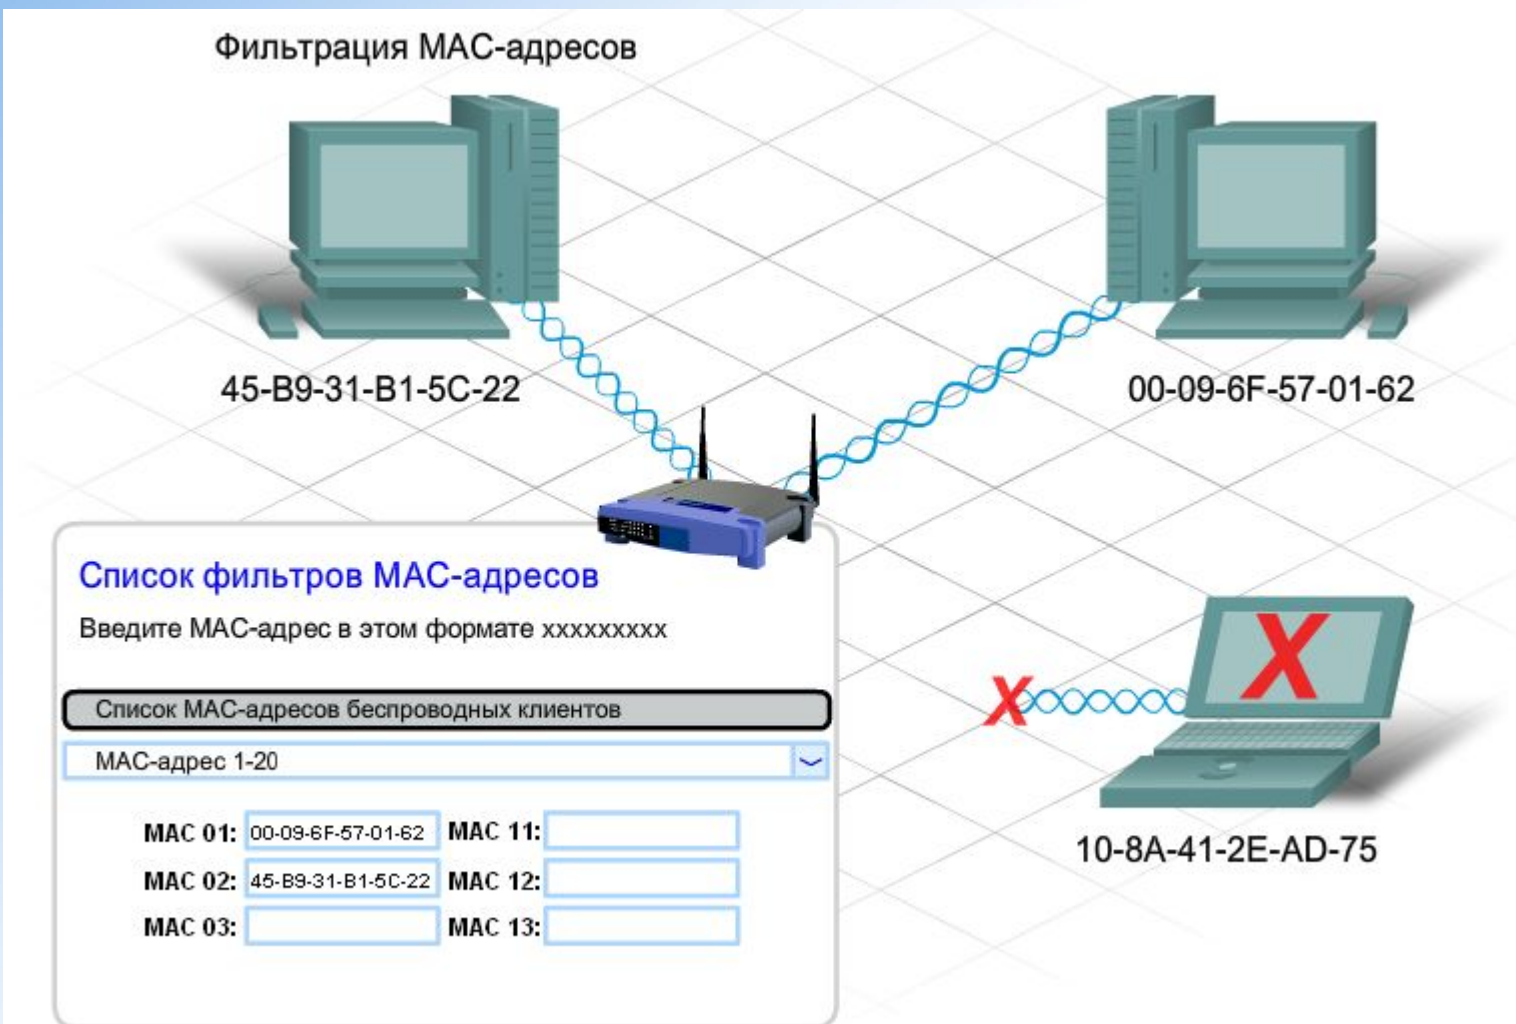 Фильтрация MAC-адресов
45-B9-31-B1-5C-22
00-09-6F-57-01-62
Список фильтров MAC-адресов
Введите MAC-адрес в этом формате xxxxxxxxx
X
X
Список MAC-адресов беспроводных клиентов
MAC-адрес 1-20
MAC 01: 00-09-6F-57-01-62 MAC 11:
MAC 02: 45-B9-31-B1-5C-22 MAC 12:
MAC 03: MAC 13:
10-8A-41-2E-AD-75